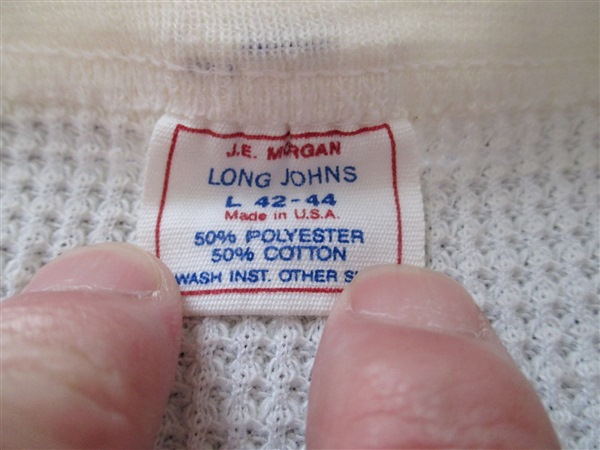 J.E. MORGAN
LONG JOHNS
L 42-44
Made in U.S.A.
50% POLYESTER
50% COTTON
WASH INST. OTHER